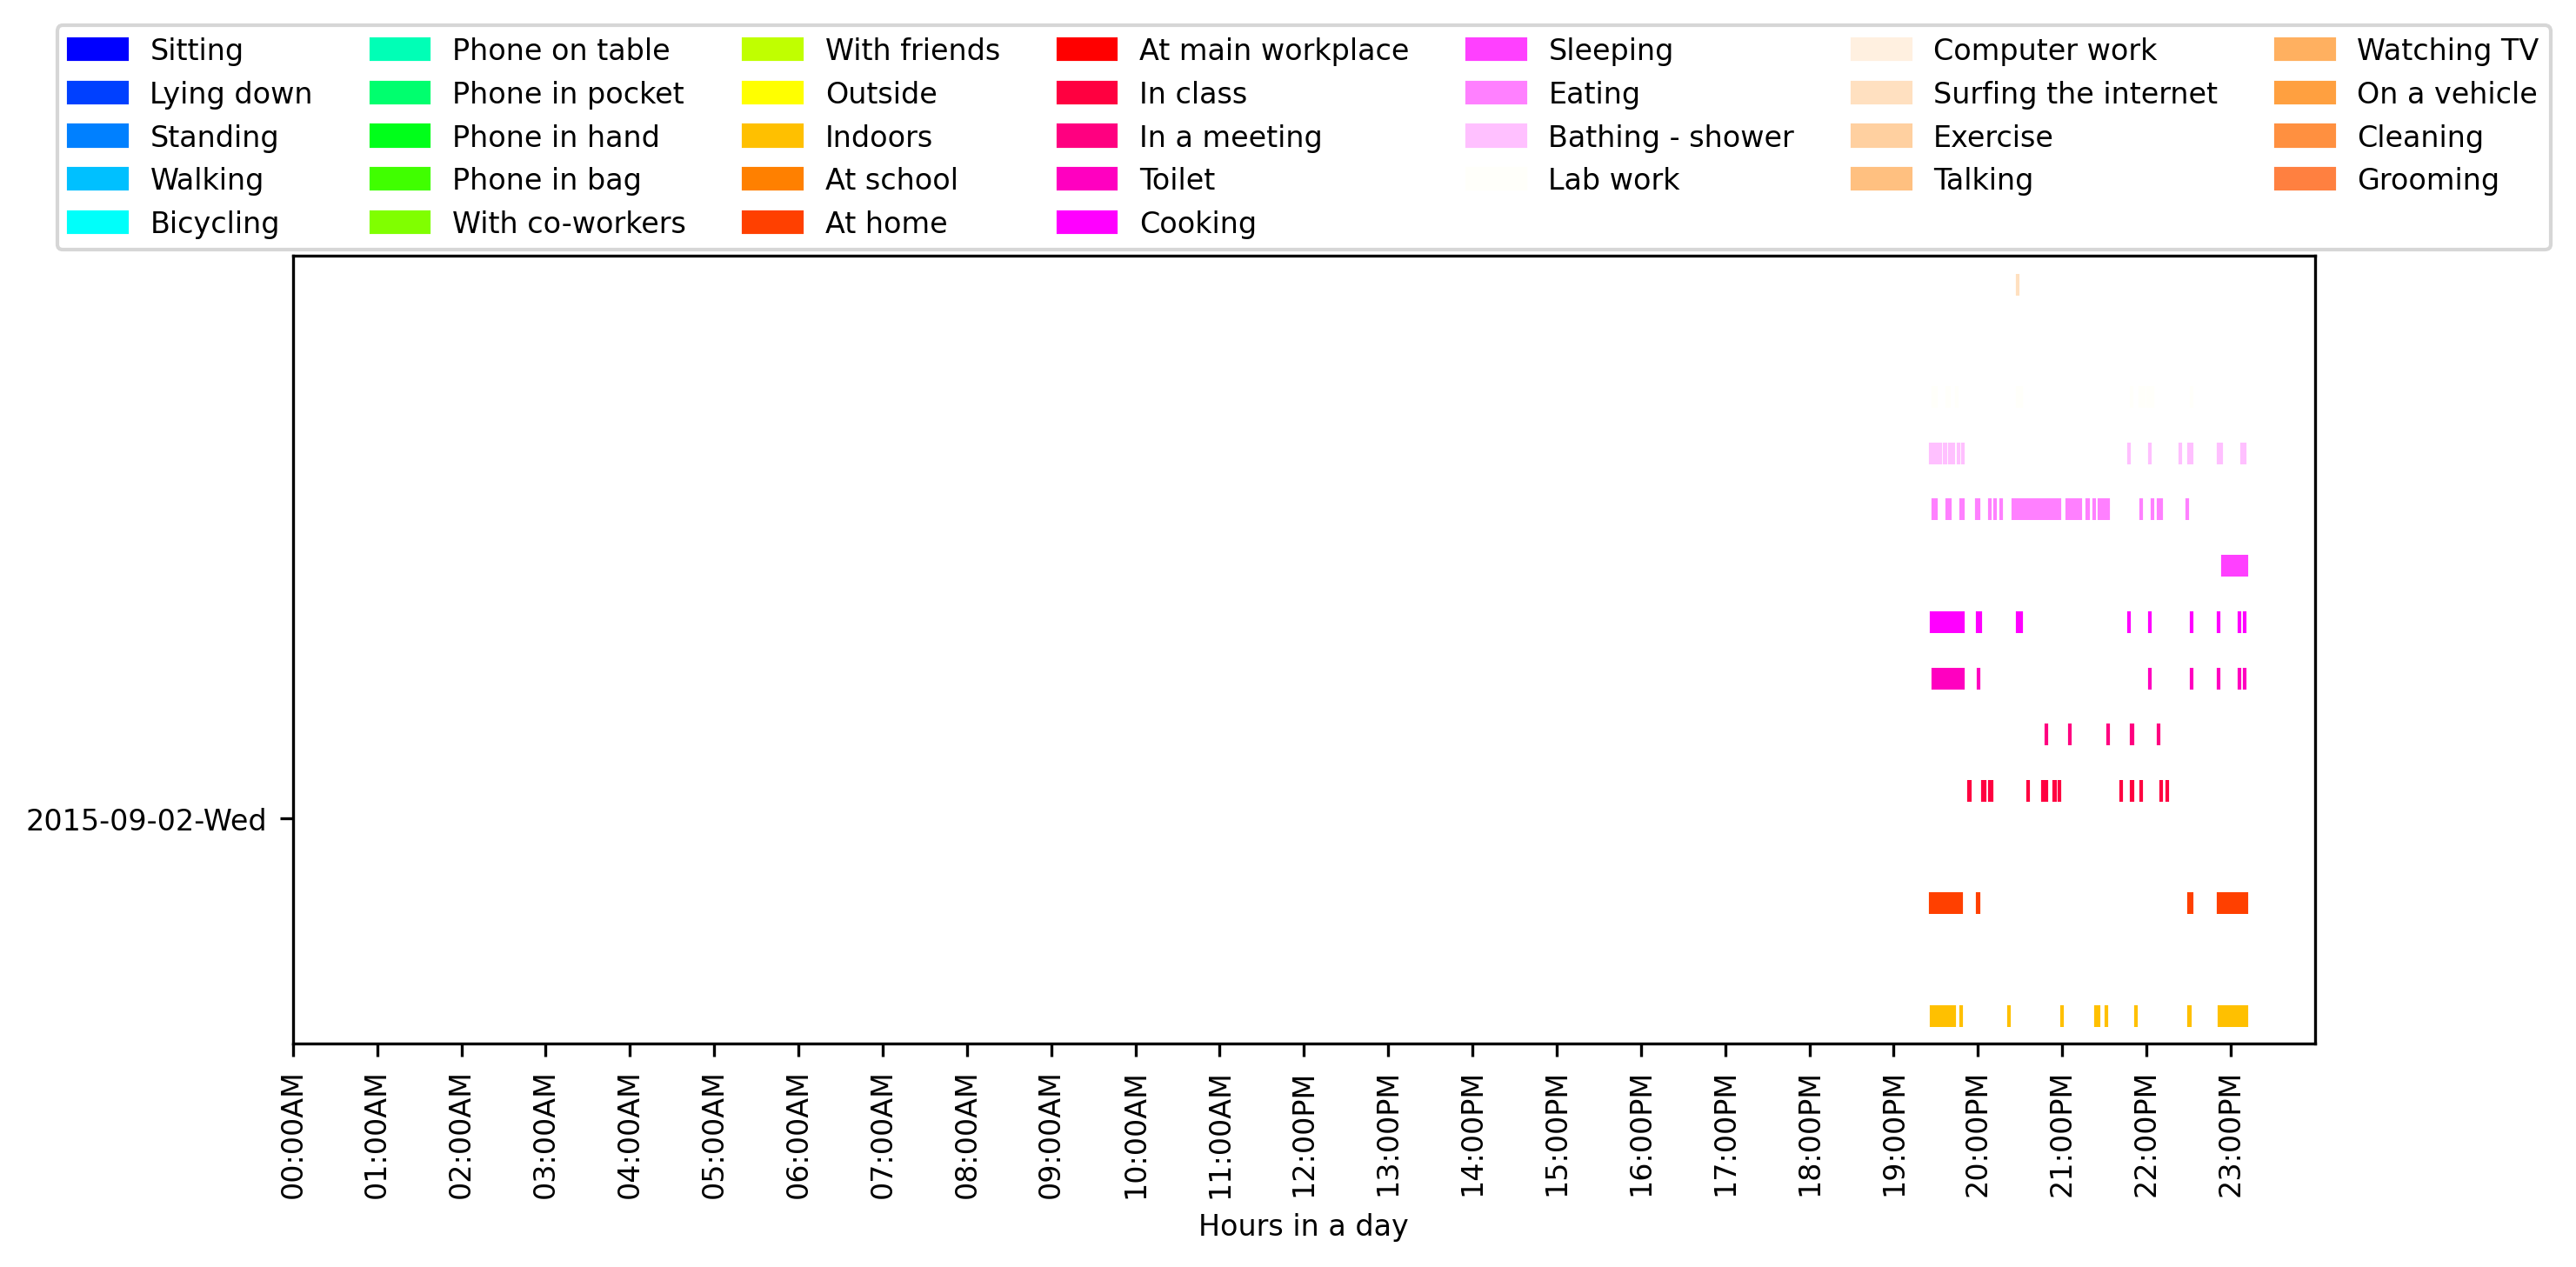 Sitting
Lying down
Standing
Walking
Bicycling
Phone on table
Phone in pocket
Phone in hand
Phone in bag
With co-workers
With friends
Outside
Indoors
At school
At home
At main workplace
In class
In a meeting
Toilet
Cooking
Sleeping
Eating
Bathing - shower
Lab work
Computer work
Surfing the internet
Exercise
Talking
Watching TV
On a vehicle
Cleaning
Grooming
2015-09-02-Wed
00:00AM
01:00AM
02:00AM
03:00AM
04:00AM
05:00AM
06:00AM
07:00AM
08:00AM
09:00AM
10:00AM
11:00AM
12:00PM
13:00PM
14:00PM
15:00PM
16:00PM
17:00PM
18:00PM
19:00PM
20:00PM
21:00PM
22:00PM
23:00PM
Hours in a day